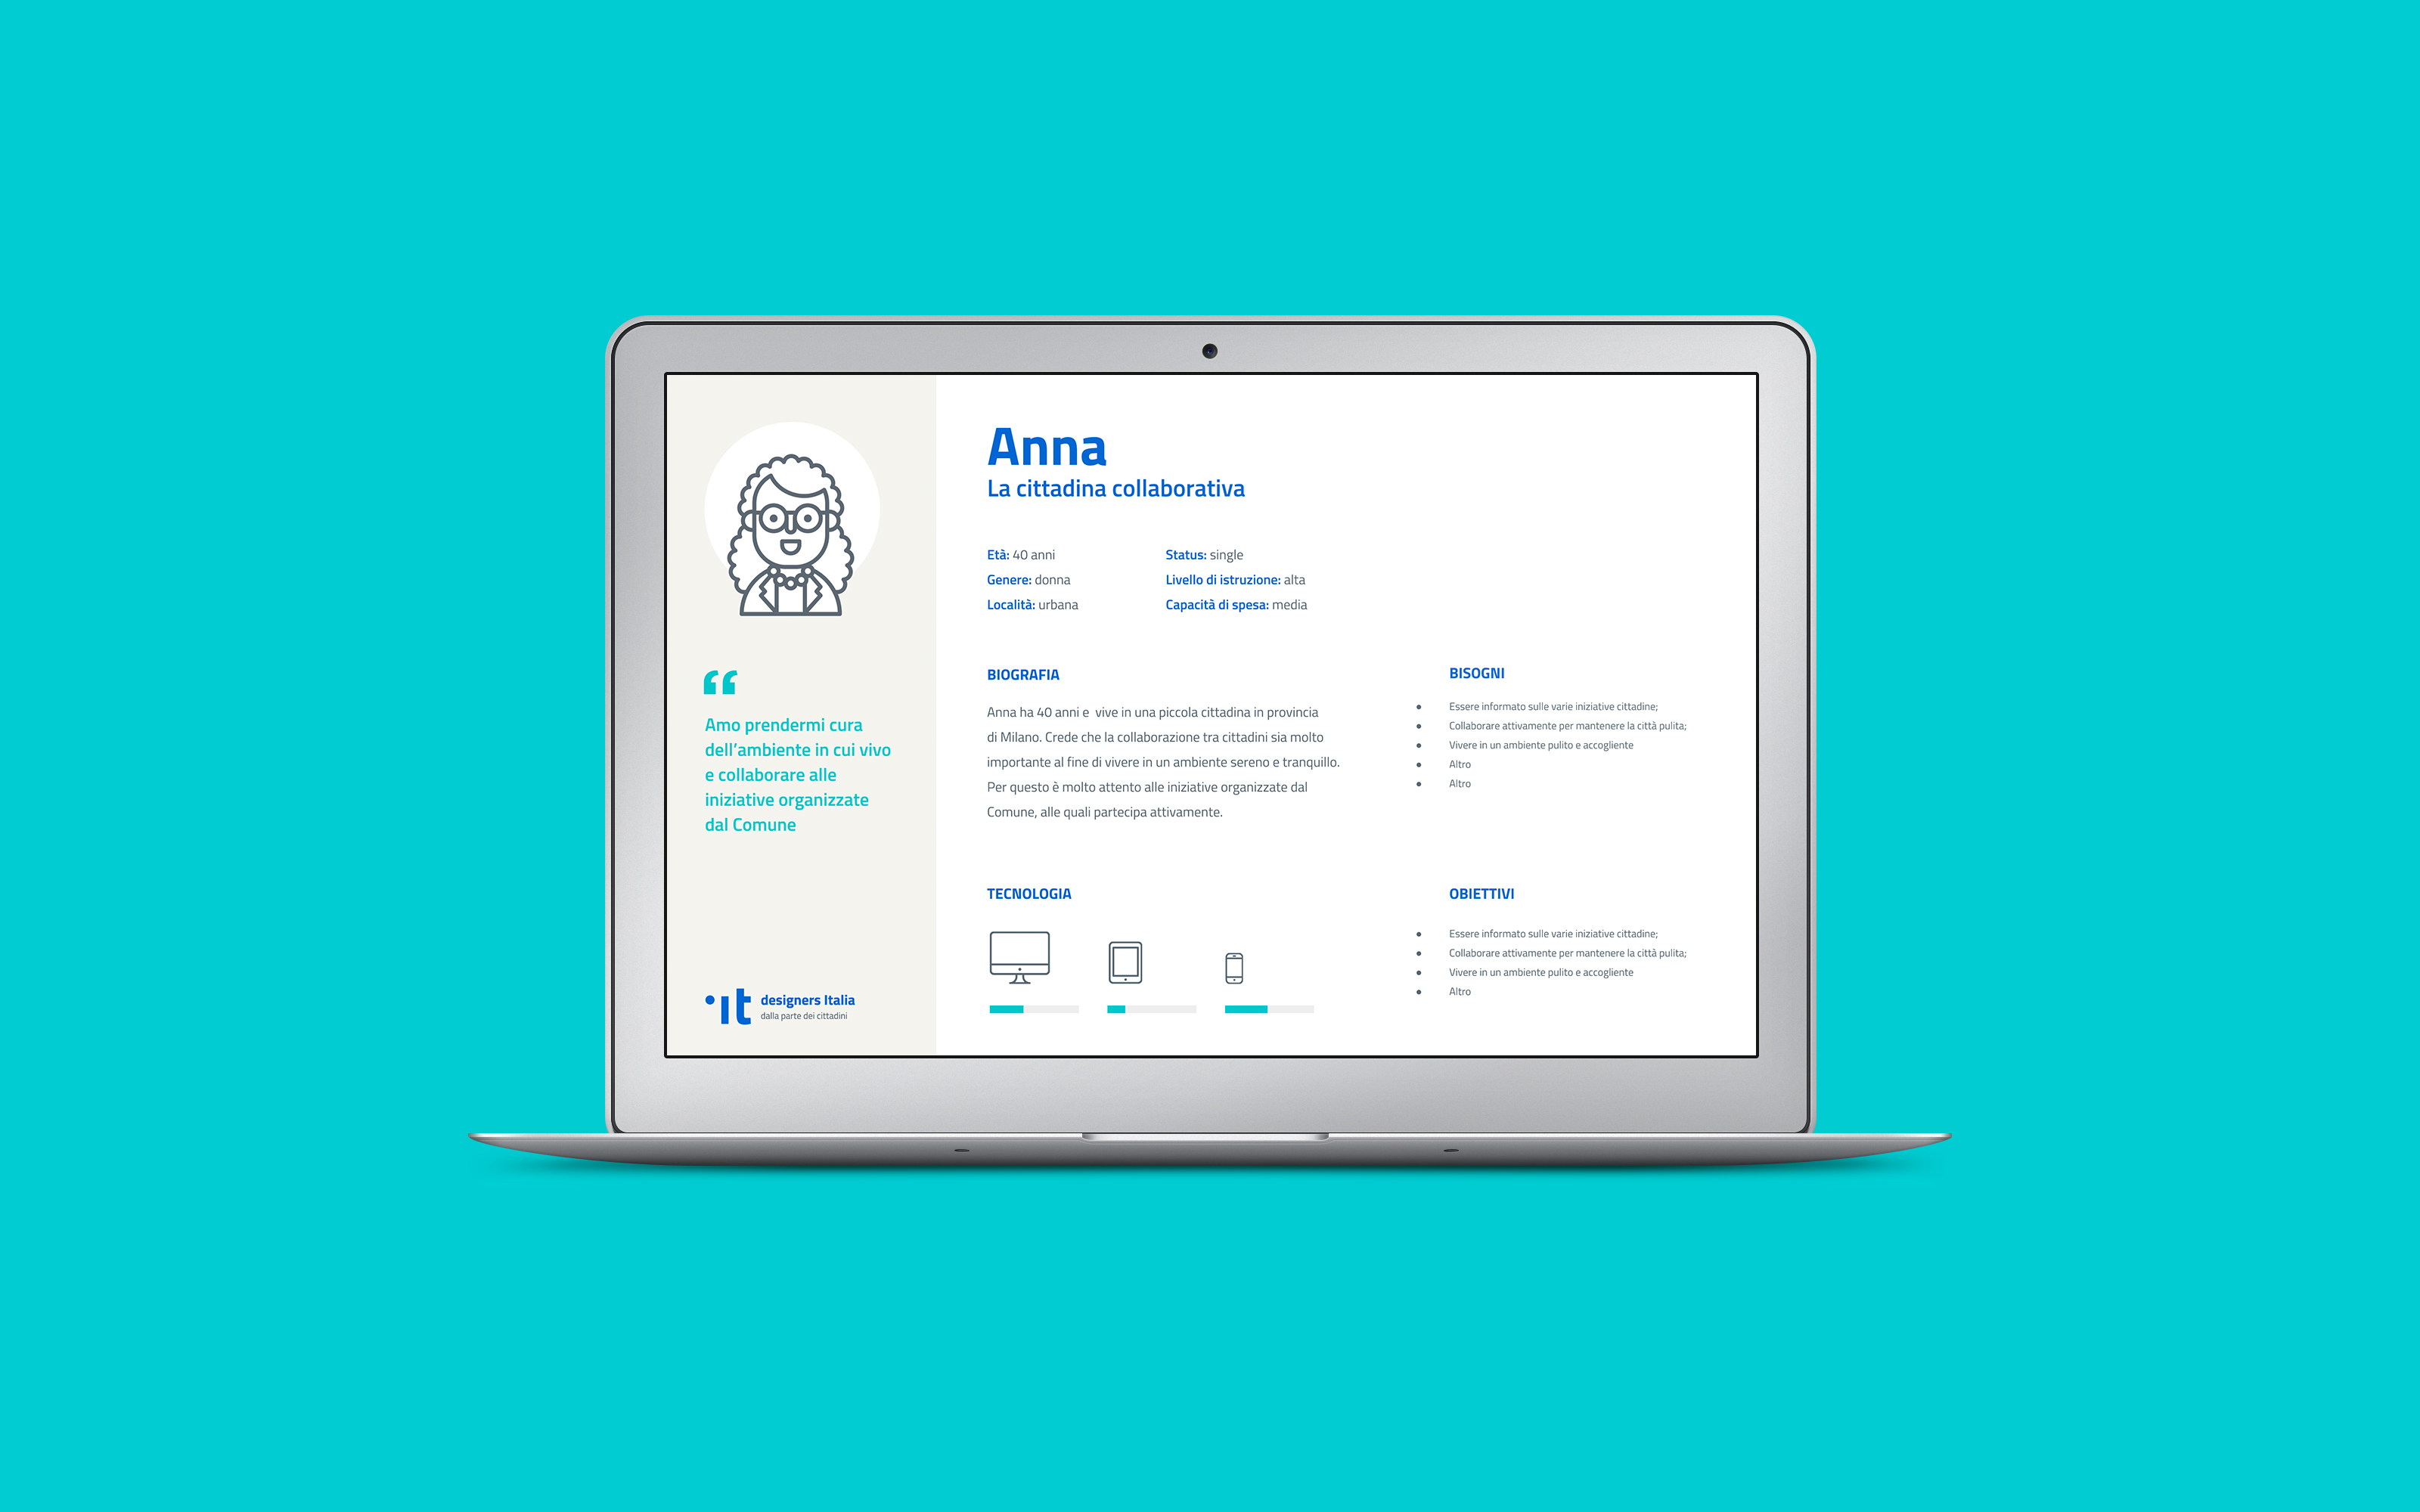 Anna
La cittadina collaborativa
Età: 40 anni
Genere: donna
Località: urbana
Status: single
Livello di istruzione: alta
Capacità di spesa: media
“
Amo prendermi cura
dell’ambiente in cui vivo
e collaborare alle
iniziative organizzate
dal Comune
BIOGRAFIA
Anna ha 40 anni e  vive in una piccola cittadina in provincia
di Milano. Crede che la collaborazione tra cittadini sia molto
importante al fine di vivere in un ambiente sereno e tranquillo.
Per questo è molto attento alle iniziative organizzate dal
Comune, alle quali partecipa attivamente.
BISOGNI
● Essere informato sulle varie iniziative cittadine;
● Collaborare attivamente per mantenere la città pulita;
● Vivere in un ambiente pulito e accogliente
● Altro
● Altro
TECNOLOGIA
OBIETTIVI
● Essere informato sulle varie iniziative cittadine;
● Collaborare attivamente per mantenere la città pulita;
● Vivere in un ambiente pulito e accogliente
● Altro
.it
designers Italia
dalla parte dei cittadini